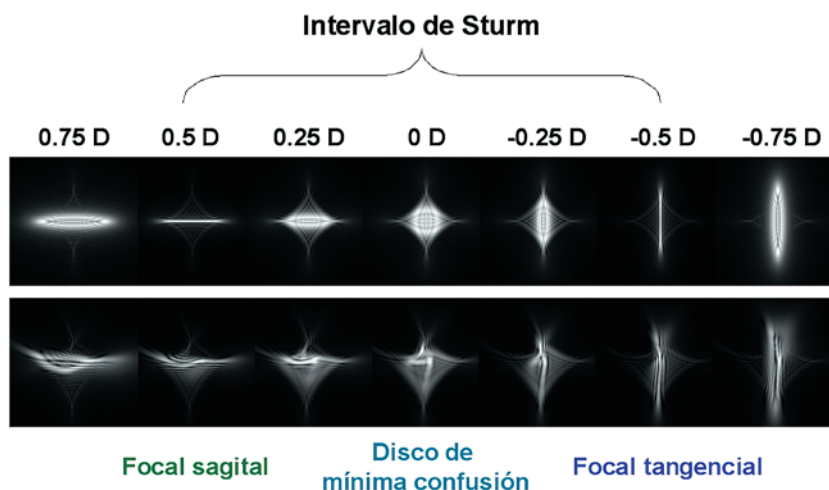 Intervalo de Sturm
0.75 D 0.5 D 0.25 D 0 D -0.25 D -0.5 D -0.75 D
Focal sagital
Disco de
mínima confusión
Focal tangencial